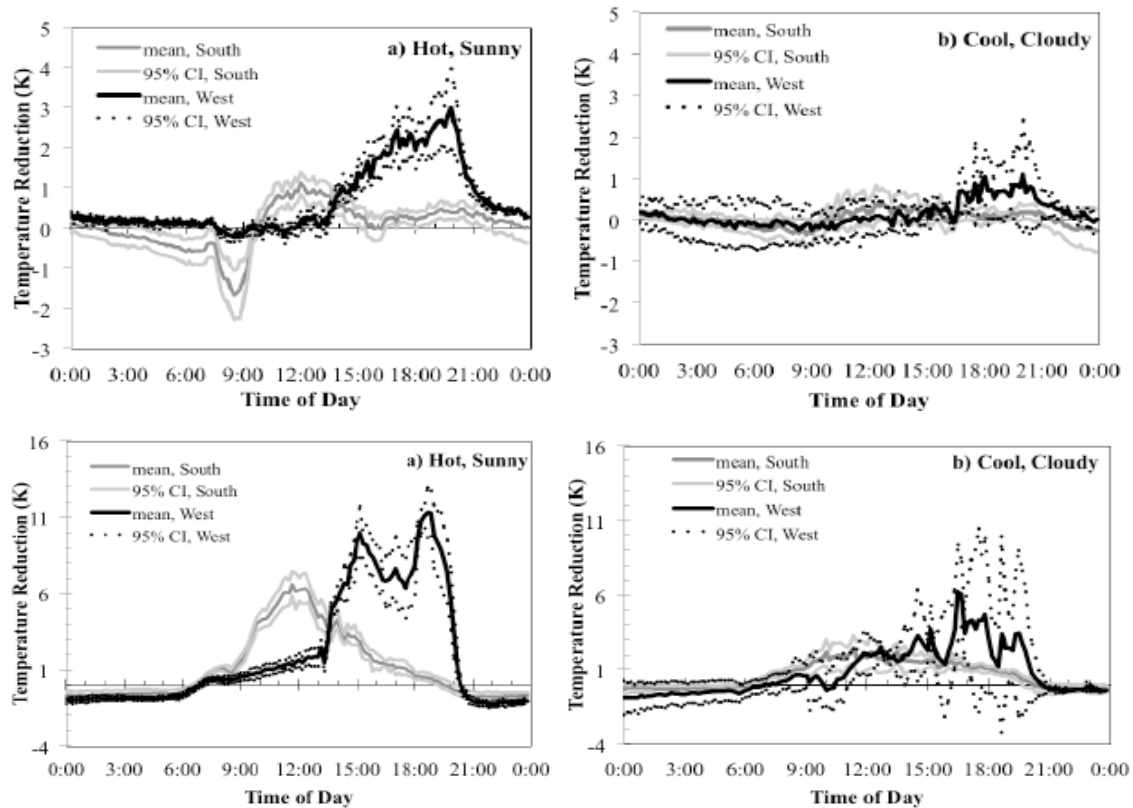 a) Hot, Sunny
mean, South
95% CI, South
mean, West
95% CI, West
Temperature Reduction (K)
5
4
3
2
1
0
-1
-2
-3
0:00 3:00 6:00 9:00 12:00 15:00 18:00 21:00 0:00
Time of Day
b) Cool, Cloudy
mean, South
95% CI, South
mean, West
95% CI, West
Temperature Reduction (K)
5
4
3
2
1
0
-1
-2
-3
0:00 3:00 6:00 9:00 12:00 15:00 18:00 21:00 0:00
Time of Day
a) Hot, Sunny
mean, South
95% CI, South
mean, West
95% CI, West
Temperature Reduction (K)
16
11
6
1
-4
0:00 3:00 6:00 9:00 12:00 15:00 18:00 21:00 0:00
Time of Day
b) Cool, Cloudy
mean, South
95% CI, South
mean, West
95% CI, West
Temperature Reduction (K)
16
11
6
1
-4
0:00 3:00 6:00 9:00 12:00 15:00 18:00 21:00 0:00
Time of Day